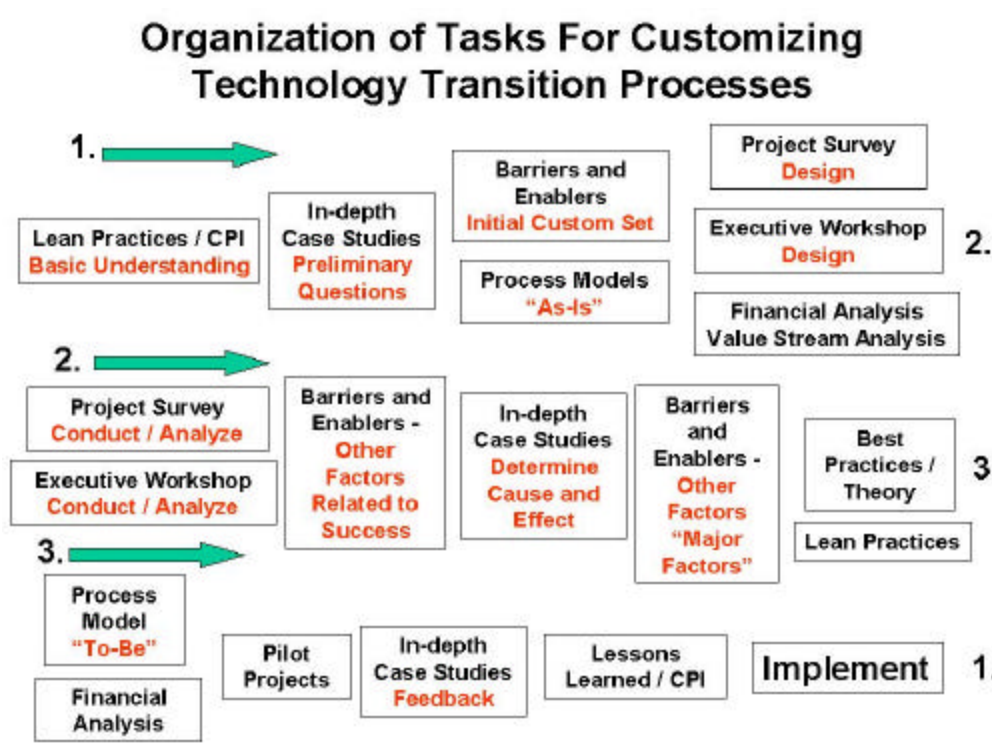 Organization of Tasks For Customizing
Technology Transition Processes
1.
Lean Practices / CPI
Basic Understanding
In-depth
Case Studies
Preliminary
Questions
Barriers and
Enablers
Initial Custom Set
Process Models
“As-Is”
Project Survey
Design
Executive Workshop
Design
Financial Analysis
Value Stream Analysis
2.
2.
Project Survey
Conduct / Analyze
Executive Workshop
Conduct / Analyze
Barriers and
Enablers -
Other
Factors
Related to
Success
In-depth
Case Studies
Determine
Cause and
Effect
Barriers
and
Enablers -
Other
Factors
“Major
Factors”
Best
Practices /
Theory
Lean Practices
3
3.
Process
Model
“To-Be”
Financial
Analysis
Pilot
Projects
In-depth
Case Studies
Feedback
Lessons
Learned / CPI
Implement
1.